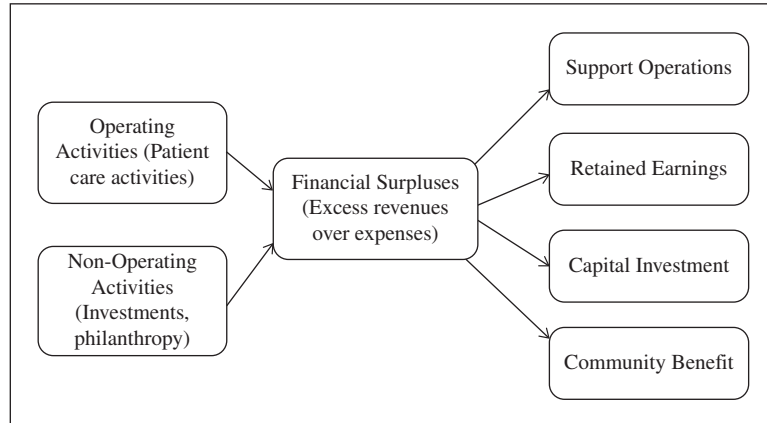 Operating
Activities (Patient
care activities)
Non-Operating
Activities
(Investments,
philanthropy)
Financial Surpluses
(Excess revenues
over expenses)
Support Operations
Retained Earnings
Capital Investment
Community Benefit